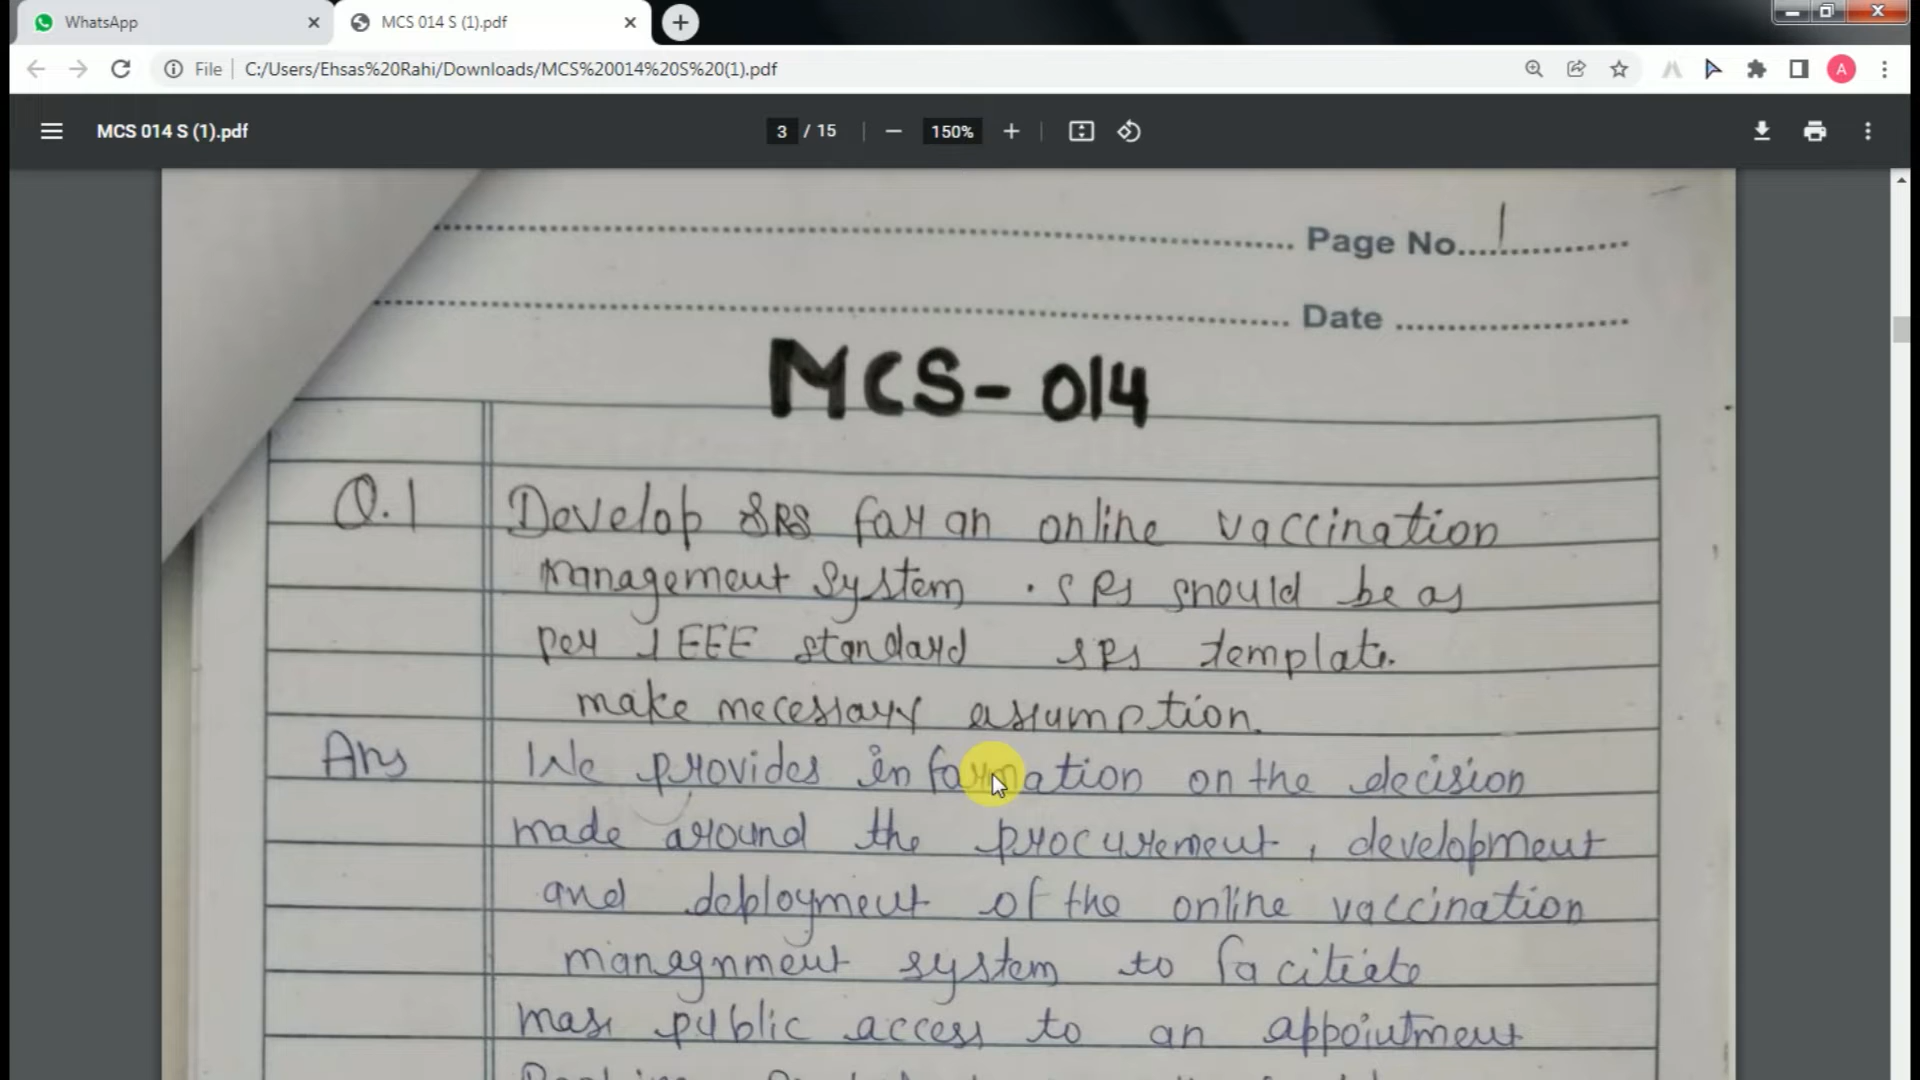 WhatsApp
MCS 014 S (1).pdf
File
C:/Users/Ehsas%20Rahi/Downloads/MCS%20014%20S%20(1).pdf
A
MCS 014 S (1).pdf
3 / 15
150%
Page No....1............
Date ........................
MCS-014
Q.1 Develop SRS for an online vaccination
management system . SRS should be as
per IEEE standard SRS template.
make necessary assumption.
Ans We provides information on the decision
made around the procurement, development
and deployment of the online vaccination
managnment system to facitiete
mass public access to an appointment